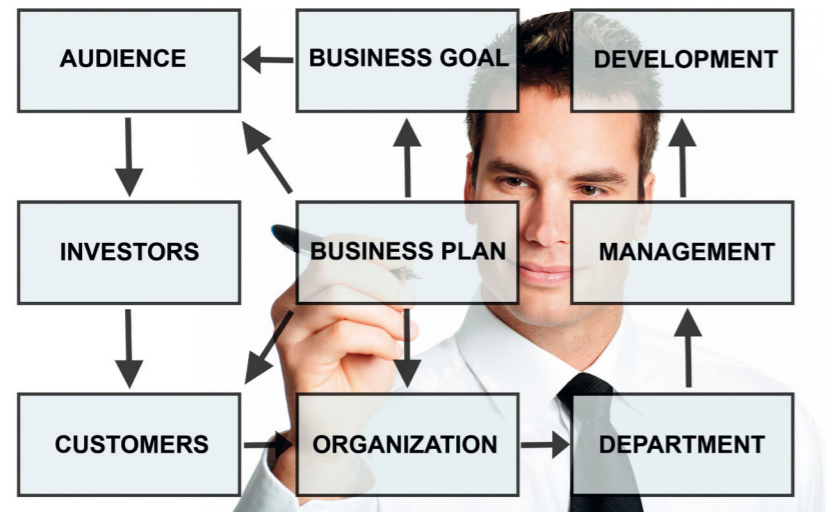 AUDIENCE
BUSINESS GOAL
DEVELOPMENT
INVESTORS
BUSINESS PLAN
MANAGEMENT
CUSTOMERS
ORGANIZATION
DEPARTMENT